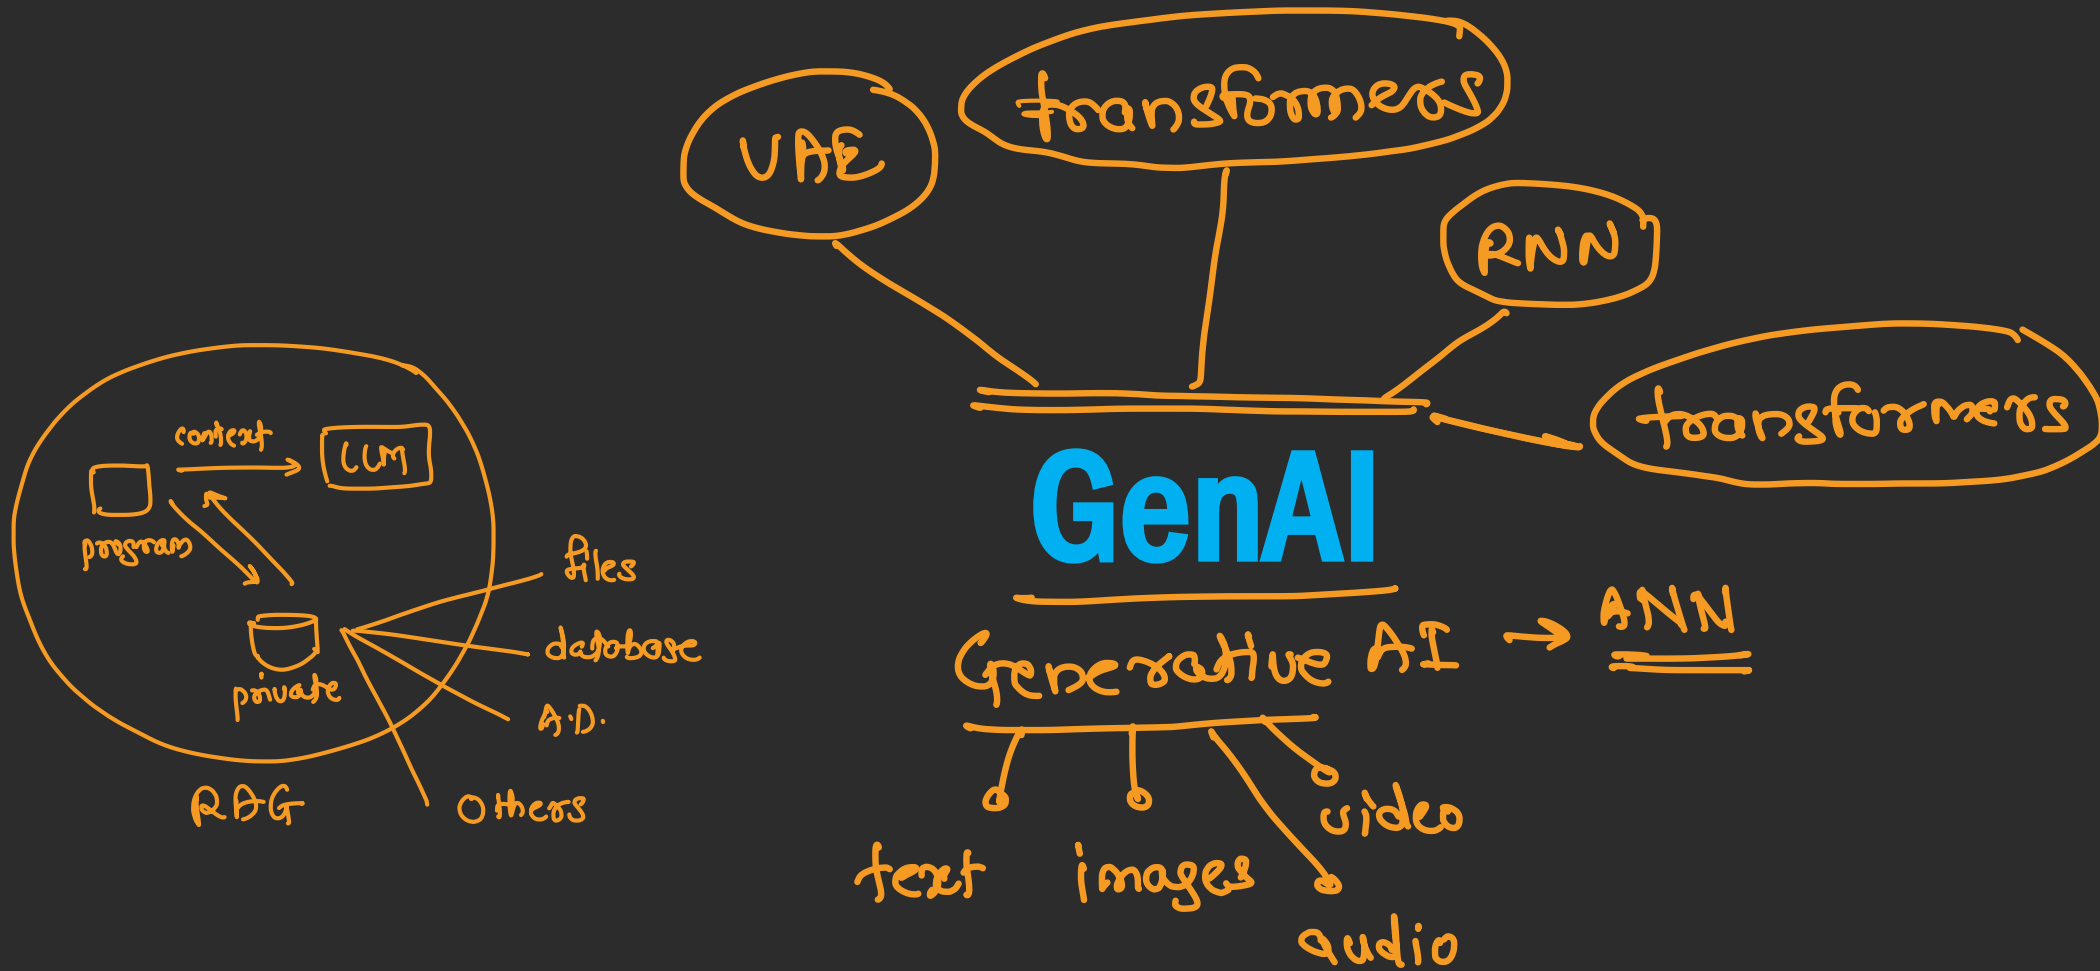 transformers
VAE
RNN
transformers
GenAI
Generative AI → ANN
text
images
video
audio
context
LLM
program
private
files
database
A.D.
Others
RAG